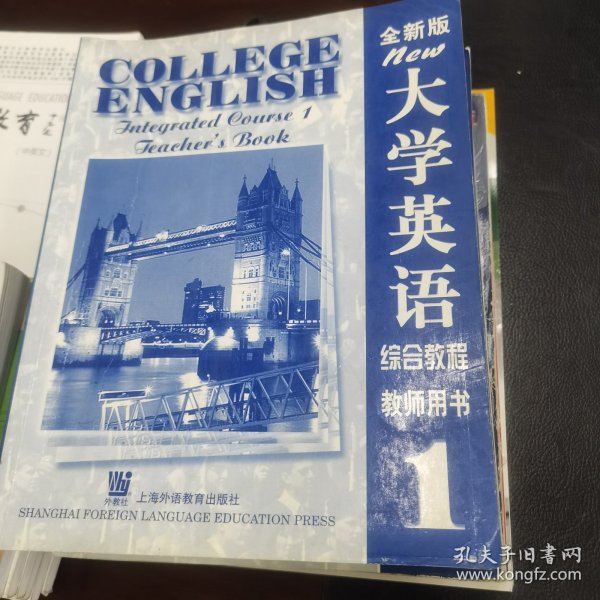 COLLEGE
ENGLISH
Integrated Course 1
Teacher's Book
全新版
New
大学英语
综合教程
教师用书
1
外教社
上海外语教育出版社
SHANGHAI FOREIGN LANGUAGE EDUCATION PRESS
教育
孔夫子旧书网
www.kongfz.com